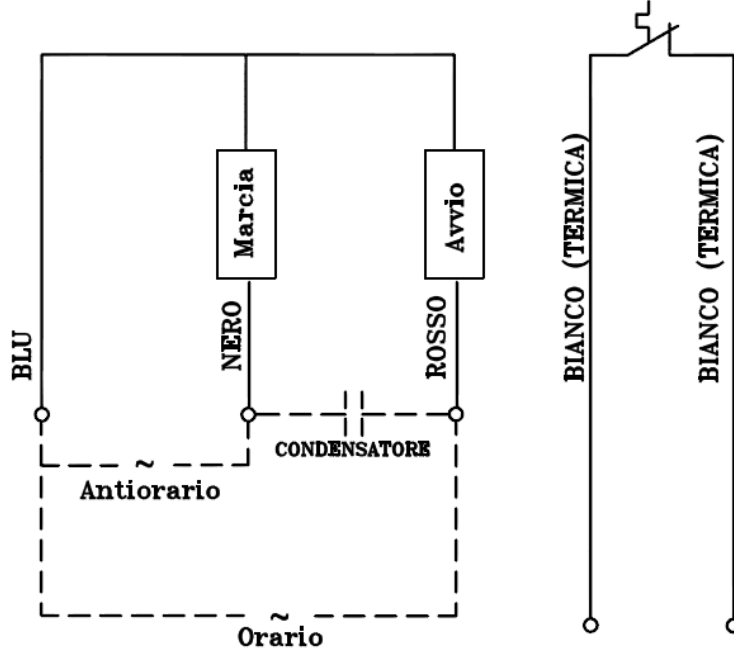 Marcia
Avvio
BLU
NERO
ROSSO
BIANCO (TERMICA)
BIANCO (TERMICA)
CONDENSATORE
~
Antiorario
~
Orario